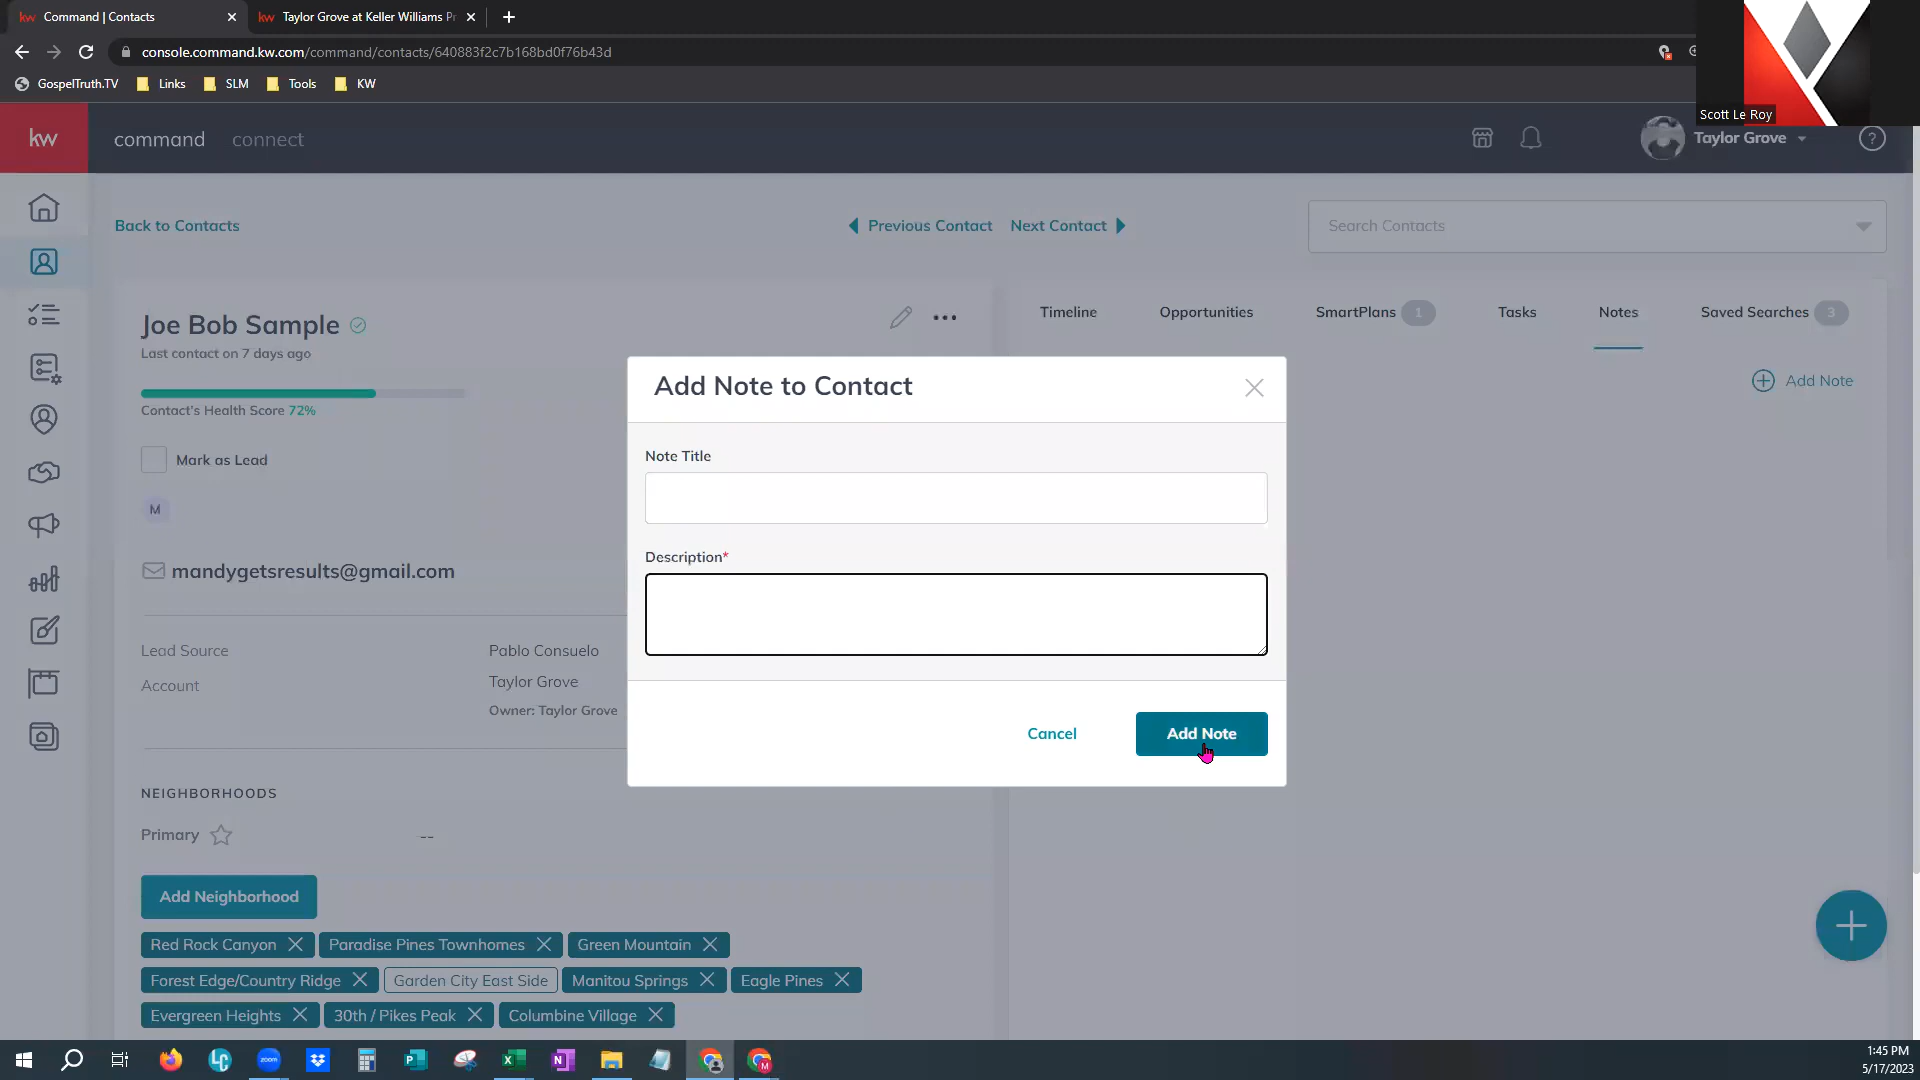 kw Command | Contacts
kw Taylor Grove at Keller Williams Pr
console.command.kw.com/command/contacts/640883f2c7b168bd0f76b43d
GospelTruth.TV Links SLM Tools KW
Scott Le Roy
kw command connect Taylor Grove ?
Back to Contacts Previous Contact Next Contact Search Contacts
Joe Bob Sample
Last contact on 7 days ago
Contact's Health Score 72%
Mark as Lead
M
mandygetsresults@gmail.com
Lead Source Pablo Consuelo
Account Taylor Grove
Owner: Taylor Grove
NEIGHBORHOODS
Primary --
Add Neighborhood
Red Rock Canyon Paradise Pines Townhomes Green Mountain
Forest Edge/Country Ridge Garden City East Side Manitou Springs Eagle Pines
Evergreen Heights 30th / Pikes Peak Columbine Village
Timeline Opportunities SmartPlans 1 Tasks Notes Saved Searches 3
Add Note
Add Note to Contact
Note Title
Description*
Cancel Add Note
1:45 PM
5/17/2023